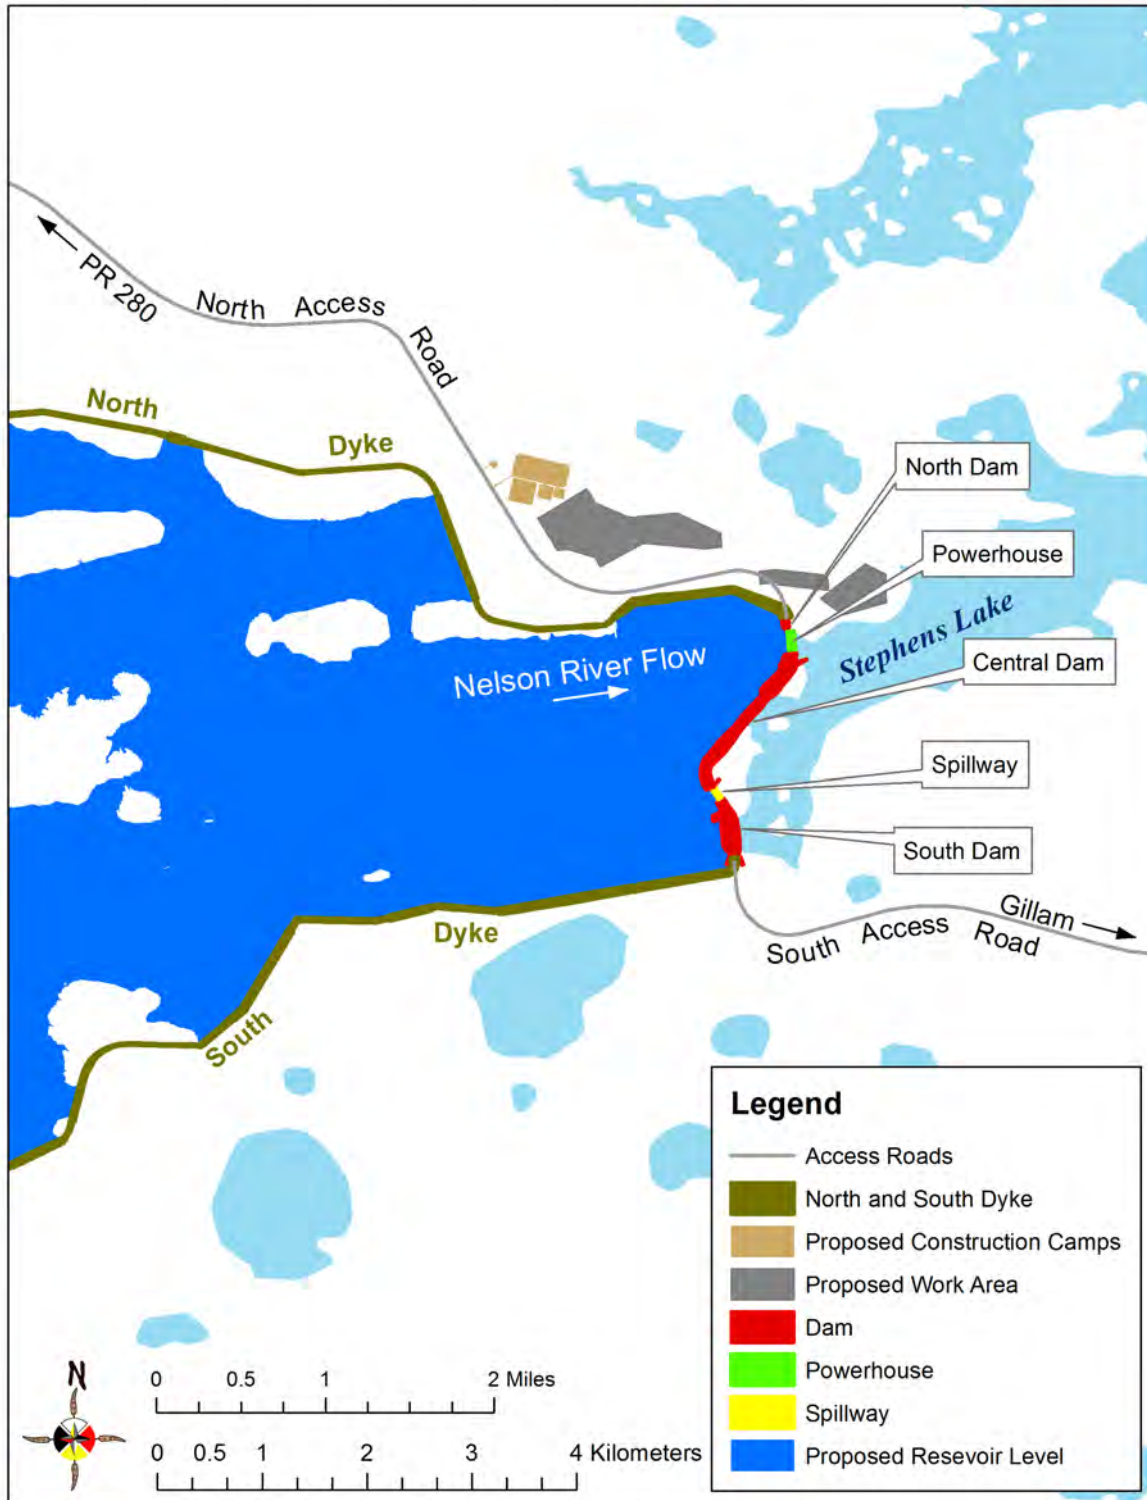 PR 280
North Access Road
North Dyke
North Dam
Powerhouse
Stephens Lake
Nelson River Flow
Central Dam
Spillway
South Dam
Gillam
South Access Road
South Dyke
Legend
Access Roads
North and South Dyke
Proposed Construction Camps
Proposed Work Area
Dam
Powerhouse
Spillway
Proposed Resevoir Level
N
0 0.5 1 2 Miles
0 0.5 1 2 3 4 Kilometers